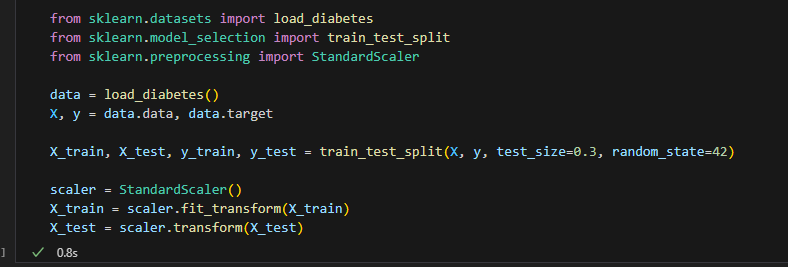 from sklearn.datasets import load_diabetes
from sklearn.model_selection import train_test_split
from sklearn.preprocessing import StandardScaler
data = load_diabetes()
X, y = data.data, data.target
X_train, X_test, y_train, y_test = train_test_split(X, y, test_size=0.3, random_state=42)
scaler = StandardScaler()
X_train = scaler.fit_transform(X_train)
X_test = scaler.transform(X_test)
] ✓ 0.8s